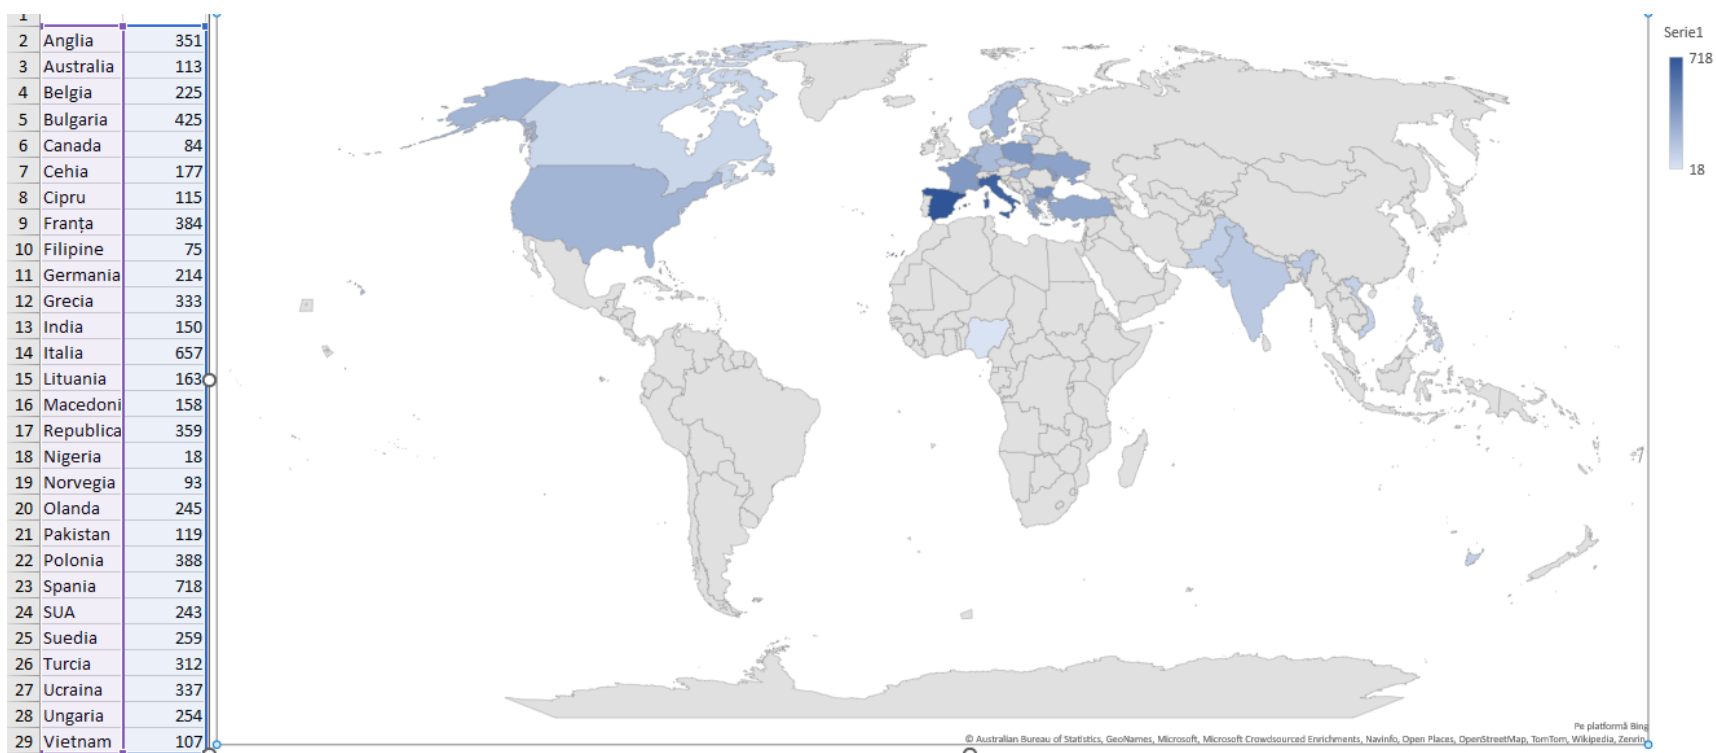 1
2 Anglia 351
3 Australia 113
4 Belgia 225
5 Bulgaria 425
6 Canada 84
7 Cehia 177
8 Cipru 115
9 Franța 384
10 Filipine 75
11 Germania 214
12 Grecia 333
13 India 150
14 Italia 657
15 Lituania 163
16 Macedoni 158
17 Republica 359
18 Nigeria 18
19 Norvegia 93
20 Olanda 245
21 Pakistan 119
22 Polonia 388
23 Spania 718
24 SUA 243
25 Suedia 259
26 Turcia 312
27 Ucraina 337
28 Ungaria 254
29 Vietnam 107
Serie1
718
18
Pe platformă Bing
© Australian Bureau of Statistics, GeoNames, Microsoft, Microsoft Crowdsourced Enrichments, Navinfo, Open Places, OpenStreetMap, TomTom, Wikipedia, Zenrin